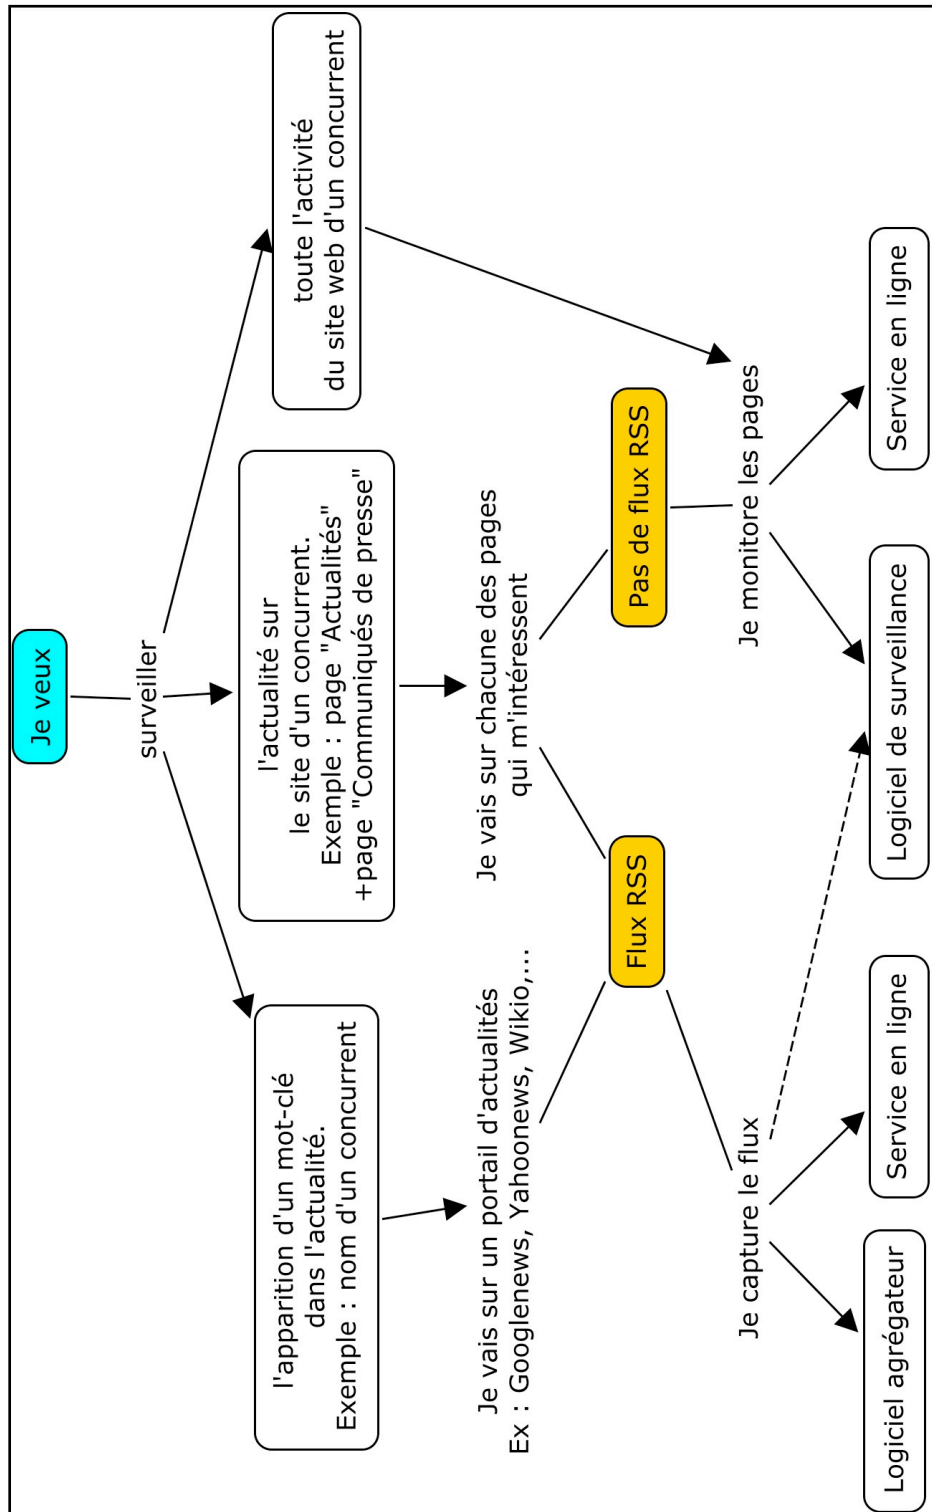 Je veux
surveiller
l'apparition d'un mot-clé
dans l'actualité.
Exemple : nom d'un concurrent
l'actualité sur
le site d'un concurrent.
Exemple : page "Actualités"
+page "Communiqués de presse"
toute l'activité
du site web d'un concurrent
Je vais sur un portail d'actualités
Ex : Googlenews, Yahoonews, Wikio,...
Je vais sur chacune des pages
qui m'intéressent
Flux RSS
Pas de flux RSS
Je capture le flux
Je monitore les pages
Logiciel agrégateur
Service en ligne
Logiciel de surveillance
Service en ligne